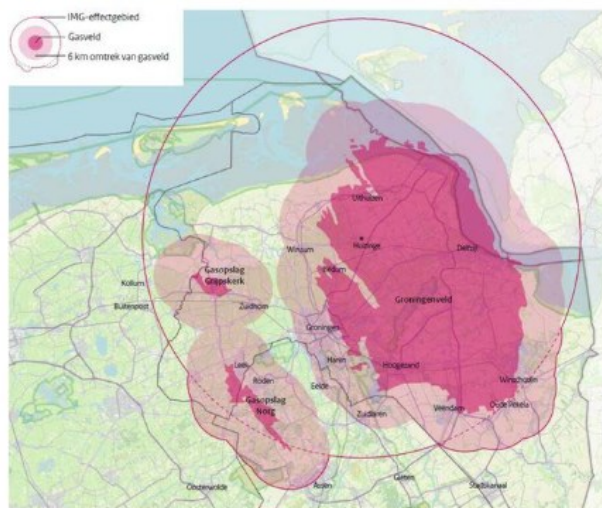 IMG-effectgebied
Gasveld
6 km omtrek van gasveld
Uithuizen
Huizinge
Delfzijl
Winsum
Bedum
Gasopslag
Grijpskerk
Kollum
Buitenpost
Zuidhorn
Groningenveld
Groningen
Haren
Hoogezand
Leek
Roden
Eelde
Gasopslag
Norg
Winschoten
Oude Pekela
Veendam
Zuidlaren
Assen
Gieten
Stadskanaal
Oosterwolde